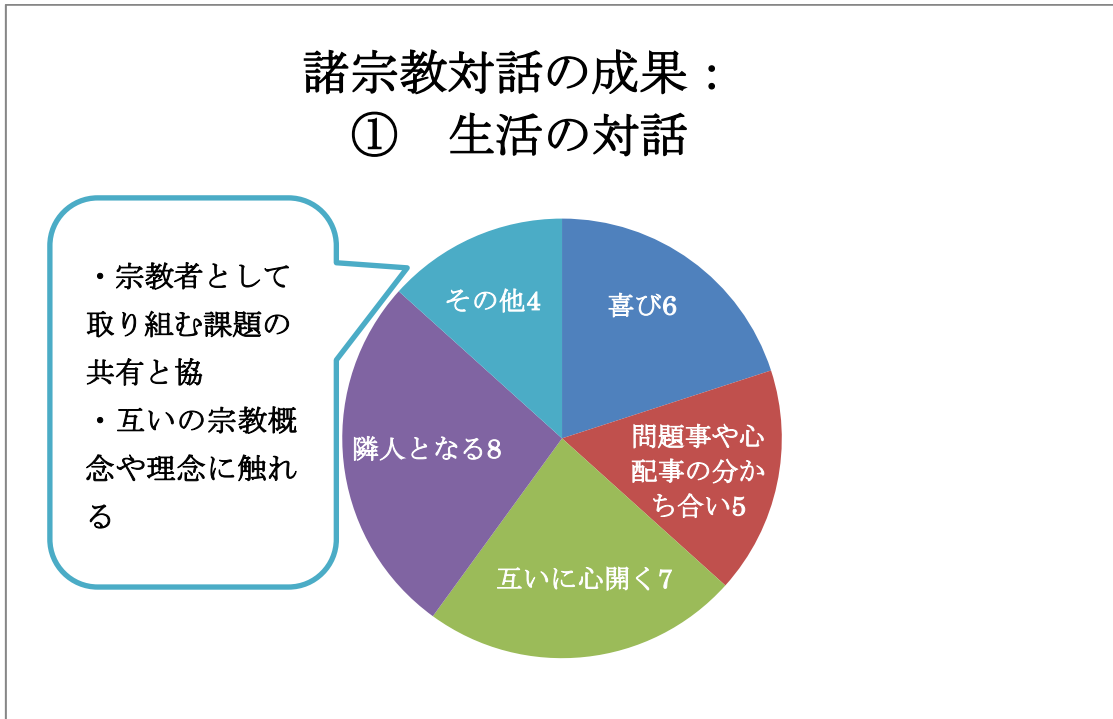 諸宗教対話の成果：
① 生活の対話
・宗教者として
取り組む課題の
共有と協
・互いの宗教概
念や理念に触れ
る
その他4
喜び6
問題事や心
配事の分か
ち合い5
隣人となる8
互いに心開く7